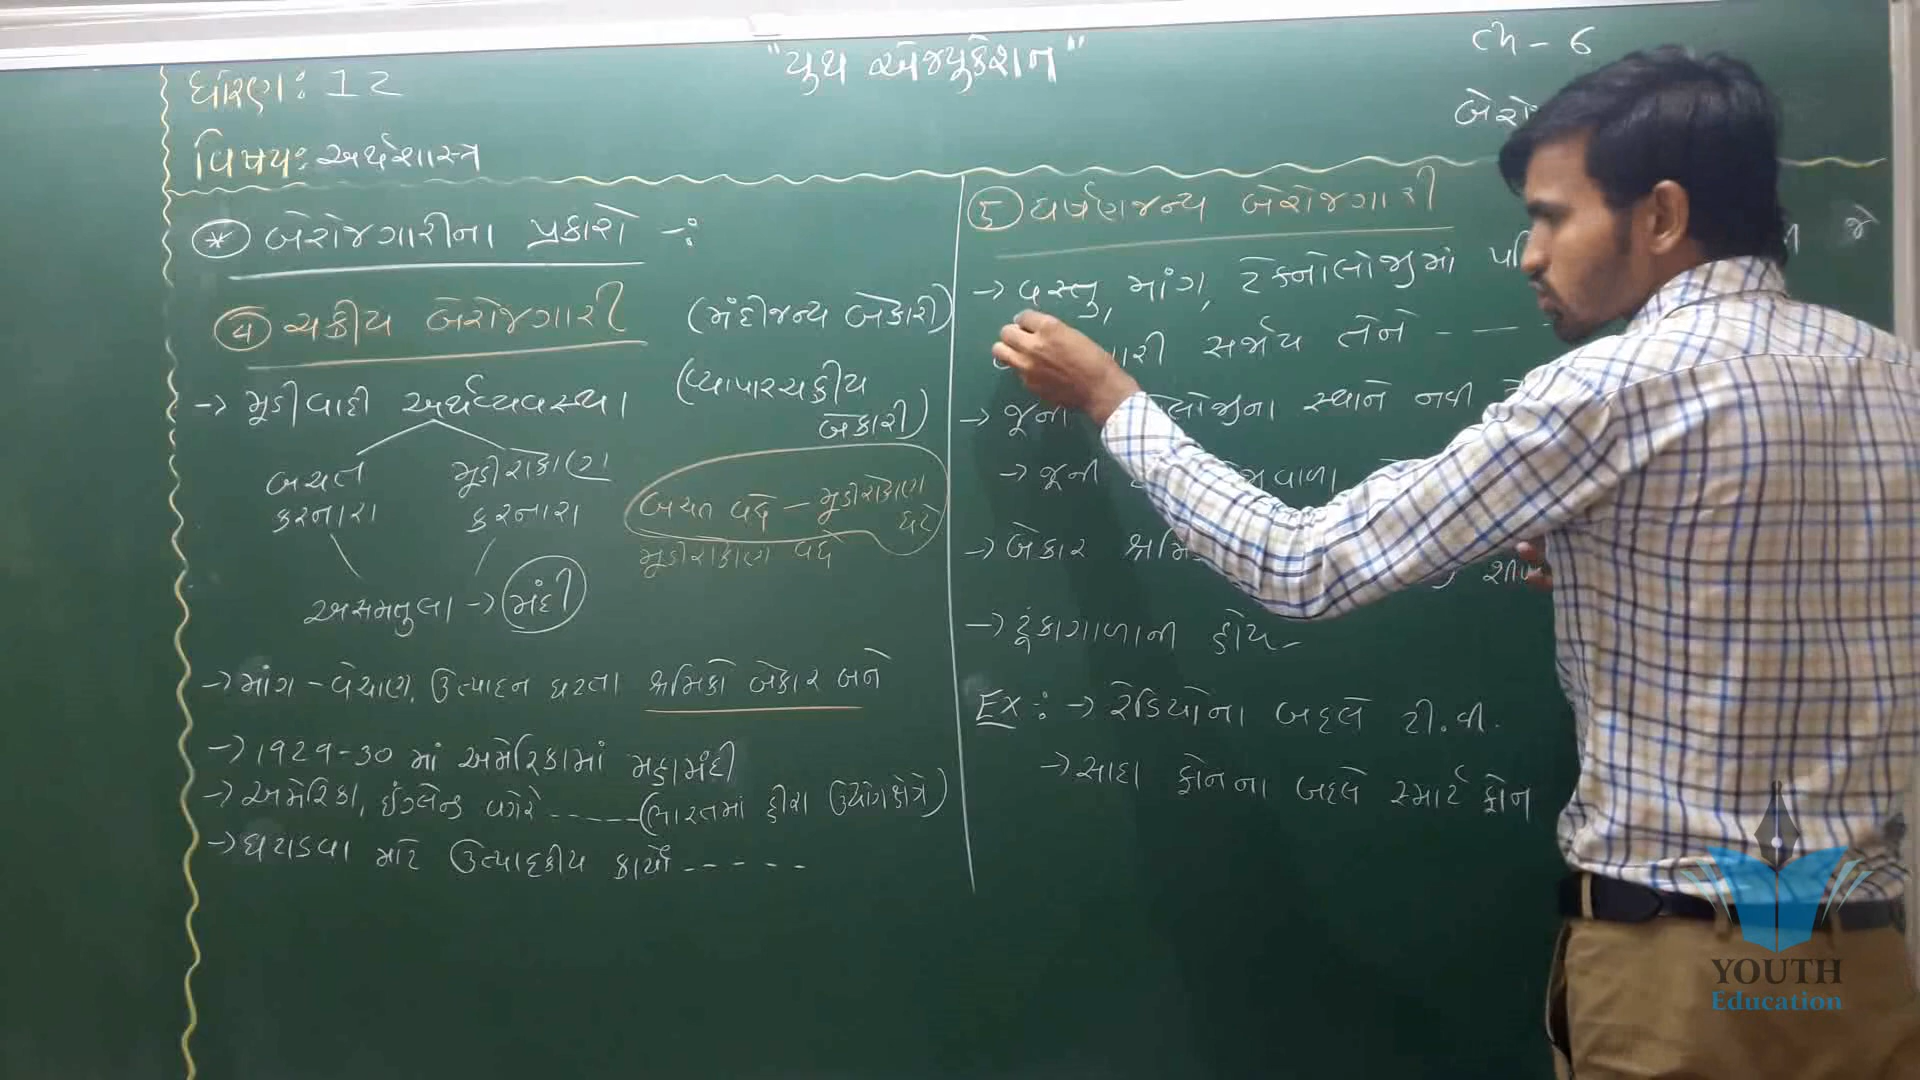 "યુથ એજ્યુકેશન"
ch - 6
ધોરણ: 12
વિષય: અર્થશાસ્ત્ર
* બેરોજગારીના પ્રકારો -:
4 ચક્રીય બેરોજગારી (મંદીજન્ય બેકારી)
(વ્યાપારચક્રીય બેકારી)
→ મૂડીવાદી અર્થવ્યવસ્થા
બચત કરનારા
મૂડીરોકાણ કરનારા
બચત વધે - મૂડીરોકાણ ઘટે
મૂડીરોકાણ વધે
અસમતુલા → મંદી
→ માંગ - વેચાણ, ઉત્પાદન ઘટતા શ્રમિકો બેકાર બને
→ 1929-30 માં અમેરિકામાં મહામંદી
→ અમેરિકા, ઇંગ્લેન્ડ વગેરે ----- (ભારતમાં હીરા ઉદ્યોગક્ષેત્રે)
→ ઘટાડવા માટે ઉત્પાદકીય કાર્યો - - - - -
5 ઘર્ષણજન્ય બેરોજગારી
→ વસ્તુ, માંગ, ટેકનોલોજીમાં જે
સર્જાય તેને - - -
→ જૂની સ્થાને નવી
→ જૂની
→ બેકાર
→ ટૂંકાગાળાની હોય -
Ex : → રેડિયોના બદલે ટી.વી.
→ સાદા ફોનના બદલે સ્માર્ટ ફોન
YOUTH
Education